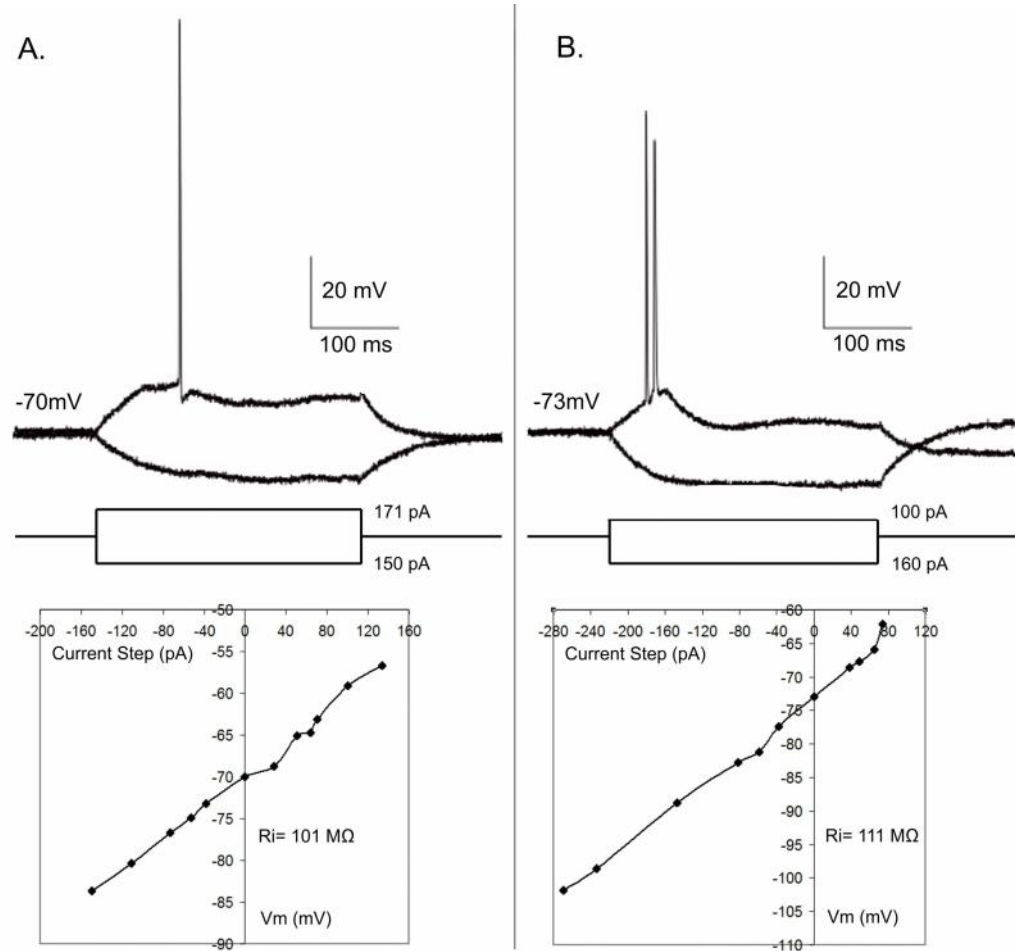 A.
20 mV
100 ms
-70mV
171 pA
150 pA
-50
-200 -160 -120 -80 -40 0 40 80 120 160
Current Step (pA)
-55
-60
-65
-70
-75
-80
-85
-90
Ri= 101 MΩ
Vm (mV)
B.
20 mV
100 ms
-73mV
100 pA
160 pA
-60
-280 -240 -200 -160 -120 -80 -40 0 40 80 120
Current Step (pA)
-65
-70
-75
-80
-85
-90
-95
-100
-105
-110
Ri= 111 MΩ
Vm (mV)